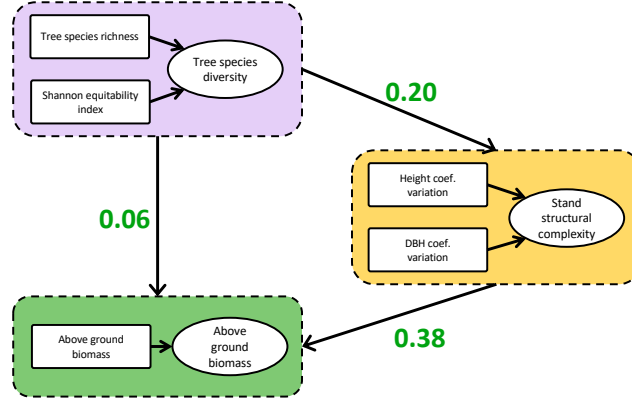 Tree species richness
Shannon equitability
index
Tree species
diversity
0.20
Height coef.
variation
DBH coef.
variation
Stand
structural
complexity
0.06
Above ground
biomass
Above
ground
biomass
0.38